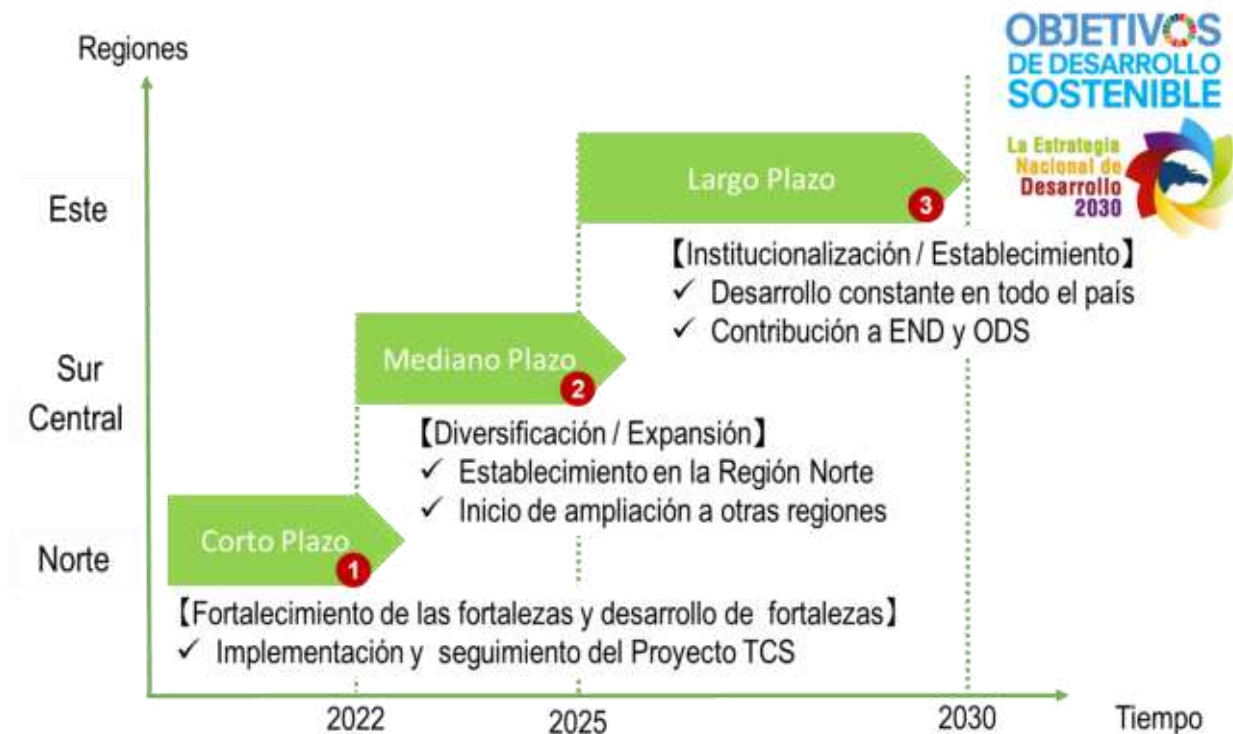 Regiones
OBJETIVOS
DE DESARROLLO
SOSTENIBLE
La Estrategia
Nacional de
Desarrollo
2030
Este
Largo Plazo
3
【Institucionalización / Establecimiento】
✓ Desarrollo constante en todo el país
✓ Contribución a END y ODS
Sur
Central
Mediano Plazo
2
【Diversificación / Expansión】
✓ Establecimiento en la Región Norte
✓ Inicio de ampliación a otras regiones
Norte
Corto Plazo
1
【Fortalecimiento de las fortalezas y desarrollo de fortalezas】
✓ Implementación y seguimiento del Proyecto TCS
2022
2025
2030
Tiempo